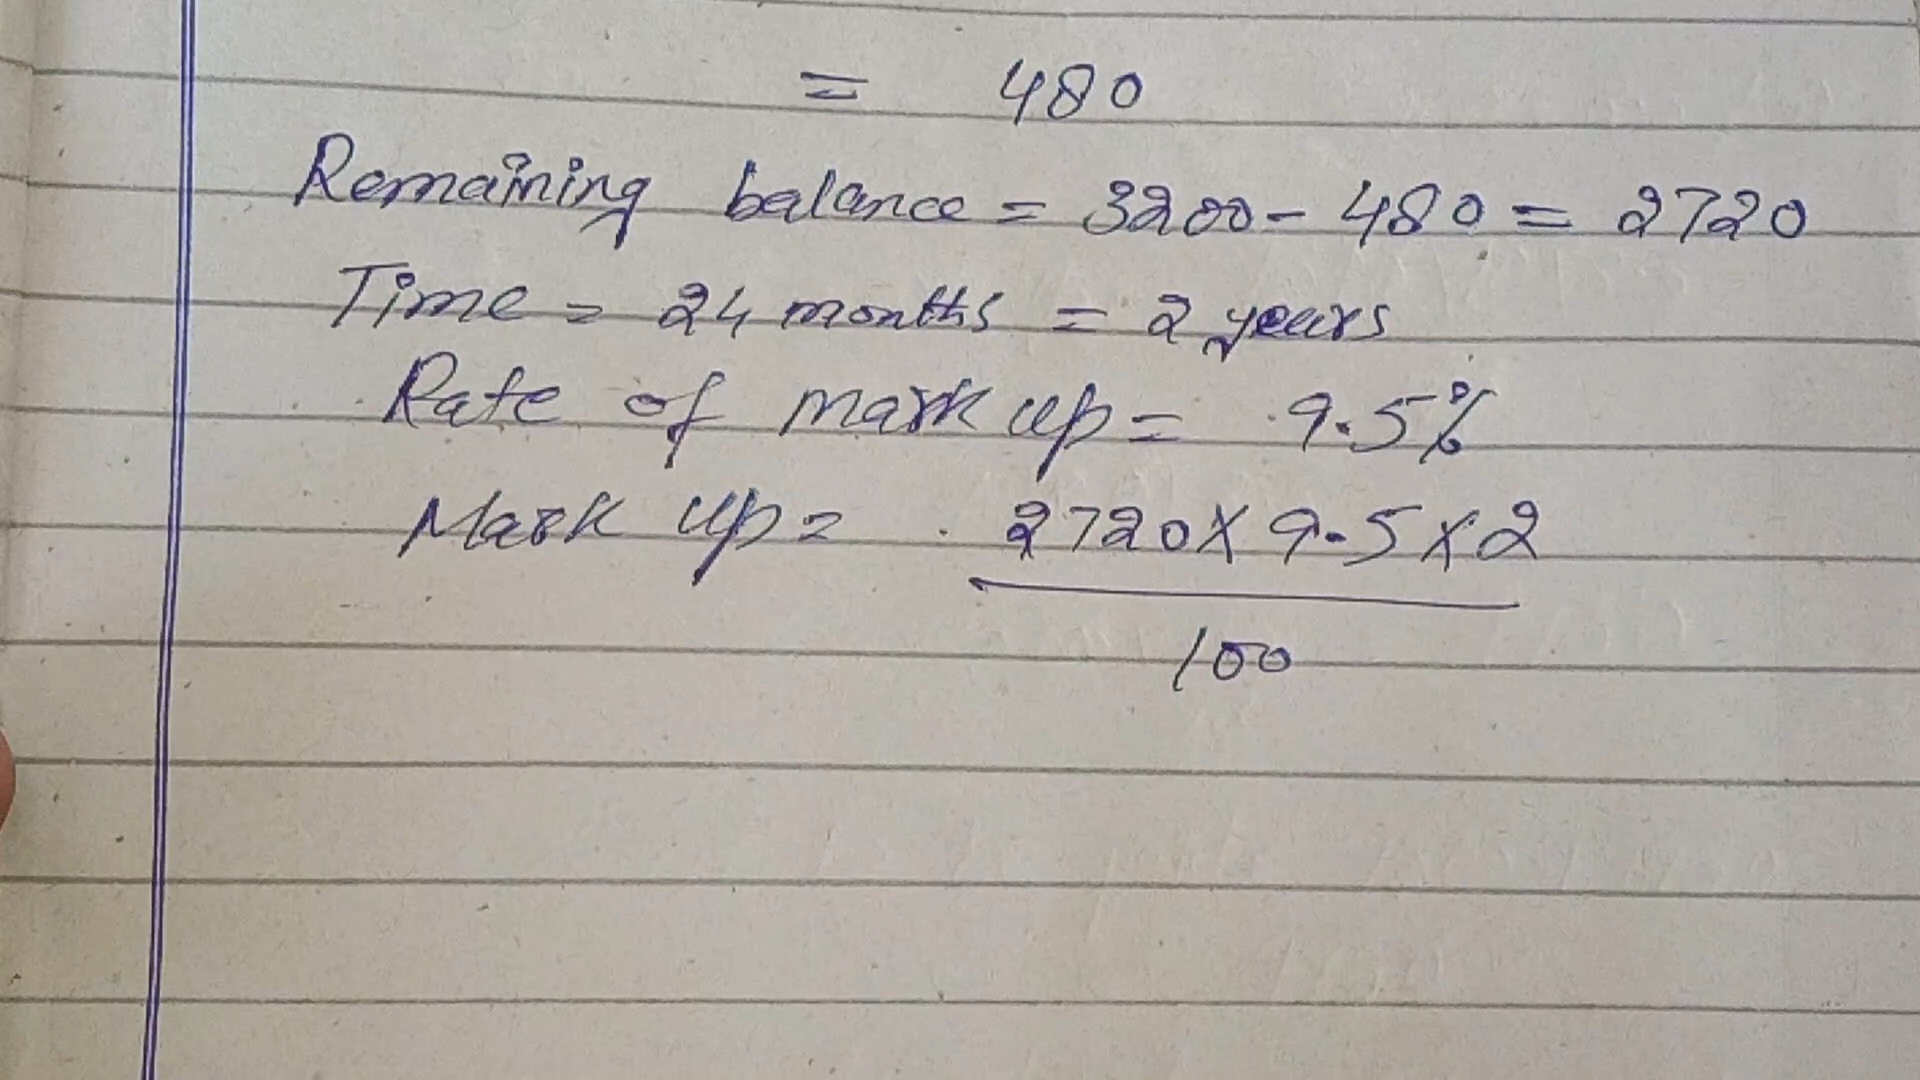 = 480
Remaining balance = 3200 - 480 = 2720
Time = 24 months = 2 years
Rate of mark up = 9.5%
Mark up = 2720 X 9.5 X 2
100